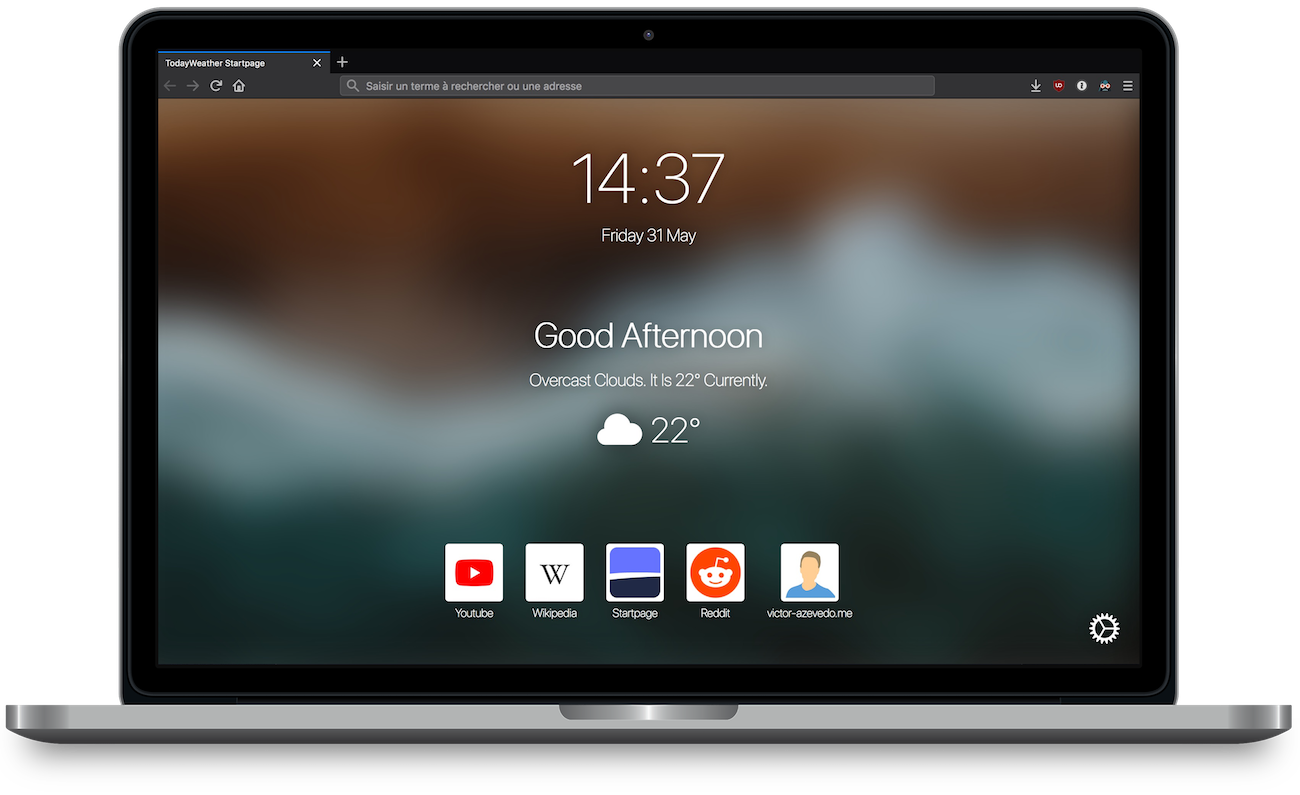 TodayWeather Startpage
Saisir un terme à rechercher ou une adresse
14:37
Friday 31 May
Good Afternoon
Overcast Clouds. It Is 22° Currently.
22°
W
Youtube
Wikipedia
Startpage
Reddit
victor-azevedo.me